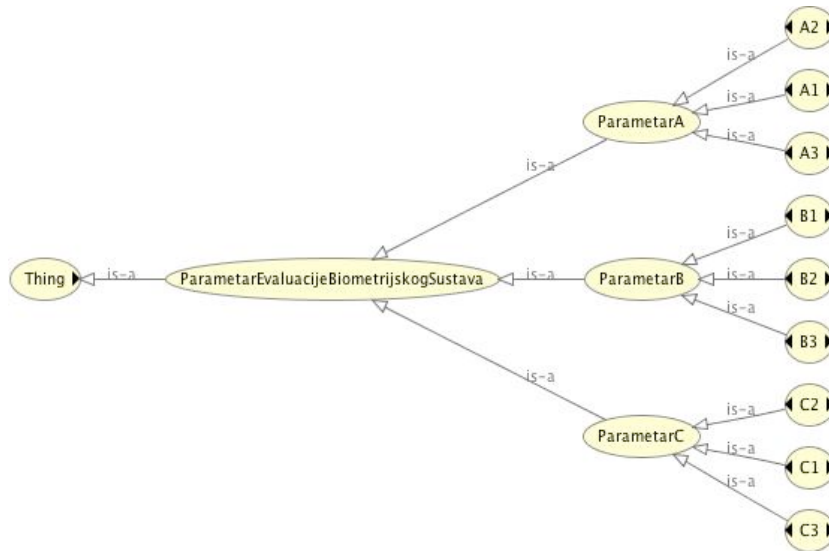 A2
is-a
A1
is-a
ParametarA
is-a
A3
is-a
B1
is-a
Thing
is-a
ParametarEvaluacijeBiometrijskogSustava
is-a
ParametarB
is-a
B2
is-a
B3
is-a
C2
is-a
ParametarC
is-a
C1
is-a
C3